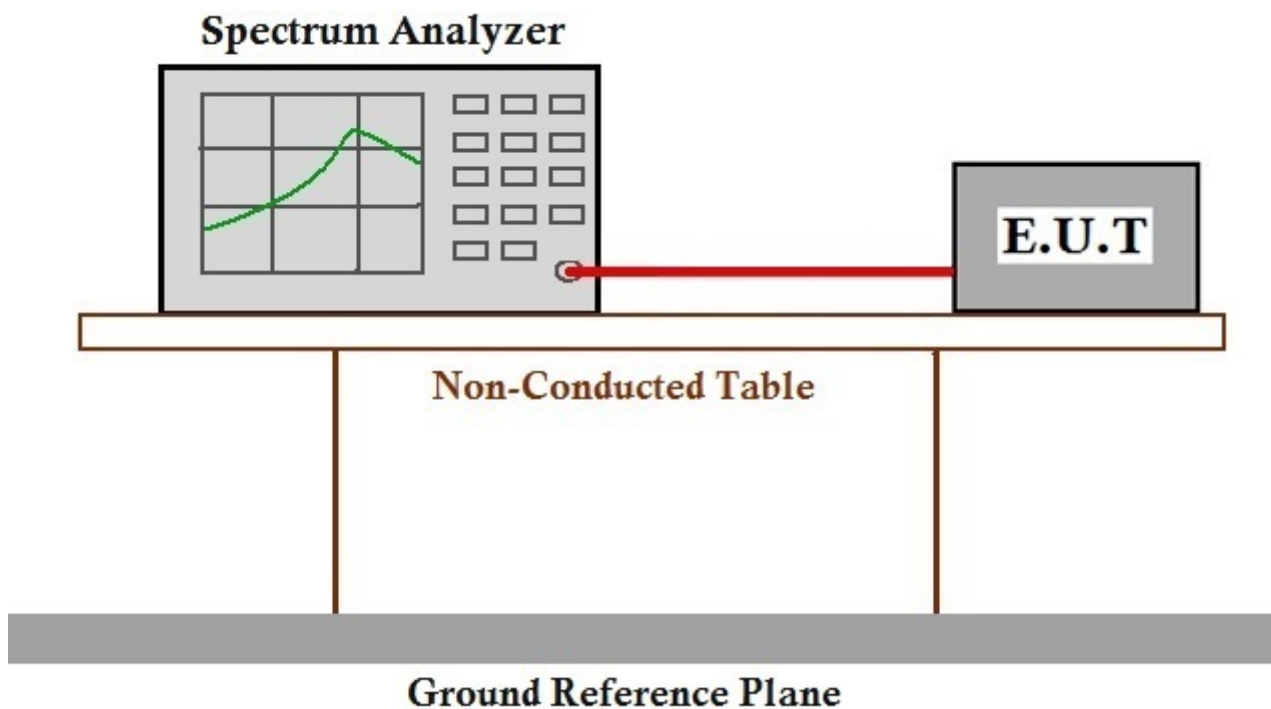 Spectrum Analyzer
E.U.T
Non-Conducted Table
Ground Reference Plane